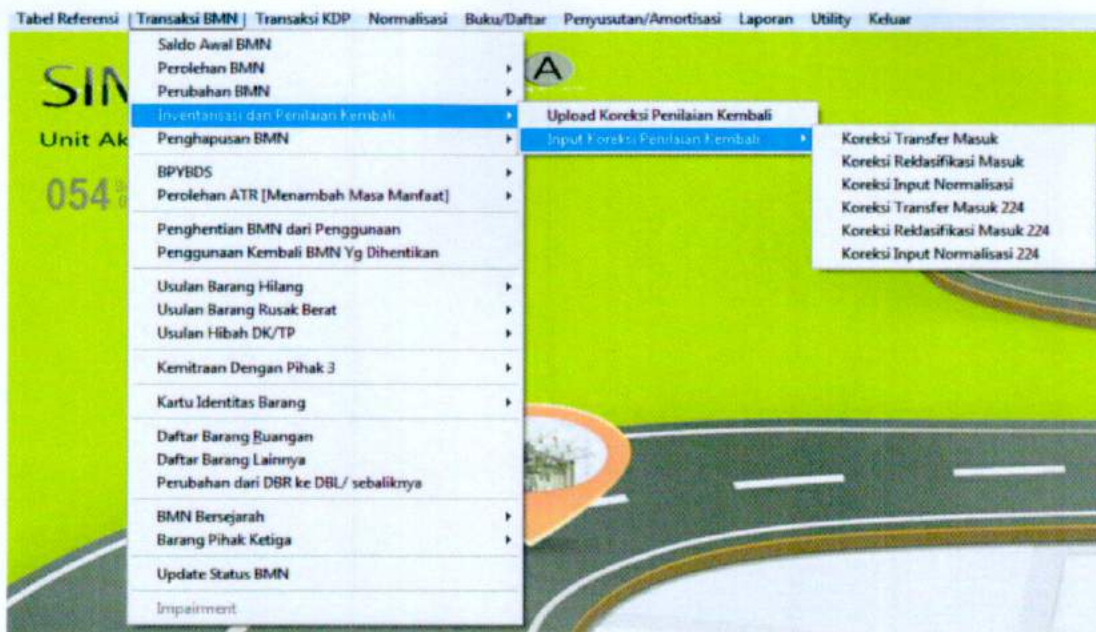 Tabel Referensi Transaksi BMN Transaksi KDP Normalisasi Buku/Daftar Penyusutan/Amortisasi Laporan Utility Keluar
Saldo Awal BMN
Perolehan BMN
Perubahan BMN
Inventarisasi dan Penilaian Kembali
Penghapusan BMN
BPYBDS
Perolehan ATR [Menambah Masa Manfaat]
Penghentian BMN dari Penggunaan
Penggunaan Kembali BMN Yg Dihentikan
Usulan Barang Hilang
Usulan Barang Rusak Berat
Usulan Hibah DK/TP
Kemitraan Dengan Pihak 3
Kartu Identitas Barang
Daftar Barang Ruangan
Daftar Barang Lainnya
Perubahan dari DBR ke DBL/ sebaliknya
BMN Bersejarah
Barang Pihak Ketiga
Update Status BMN
Impairment
Upload Koreksi Penilaian Kembali
Input Koreksi Penilaian Kembali
Koreksi Transfer Masuk
Koreksi Reklasifikasi Masuk
Koreksi Input Normalisasi
Koreksi Transfer Masuk 224
Koreksi Reklasifikasi Masuk 224
Koreksi Input Normalisasi 224
SIM
A
Unit Ak
054